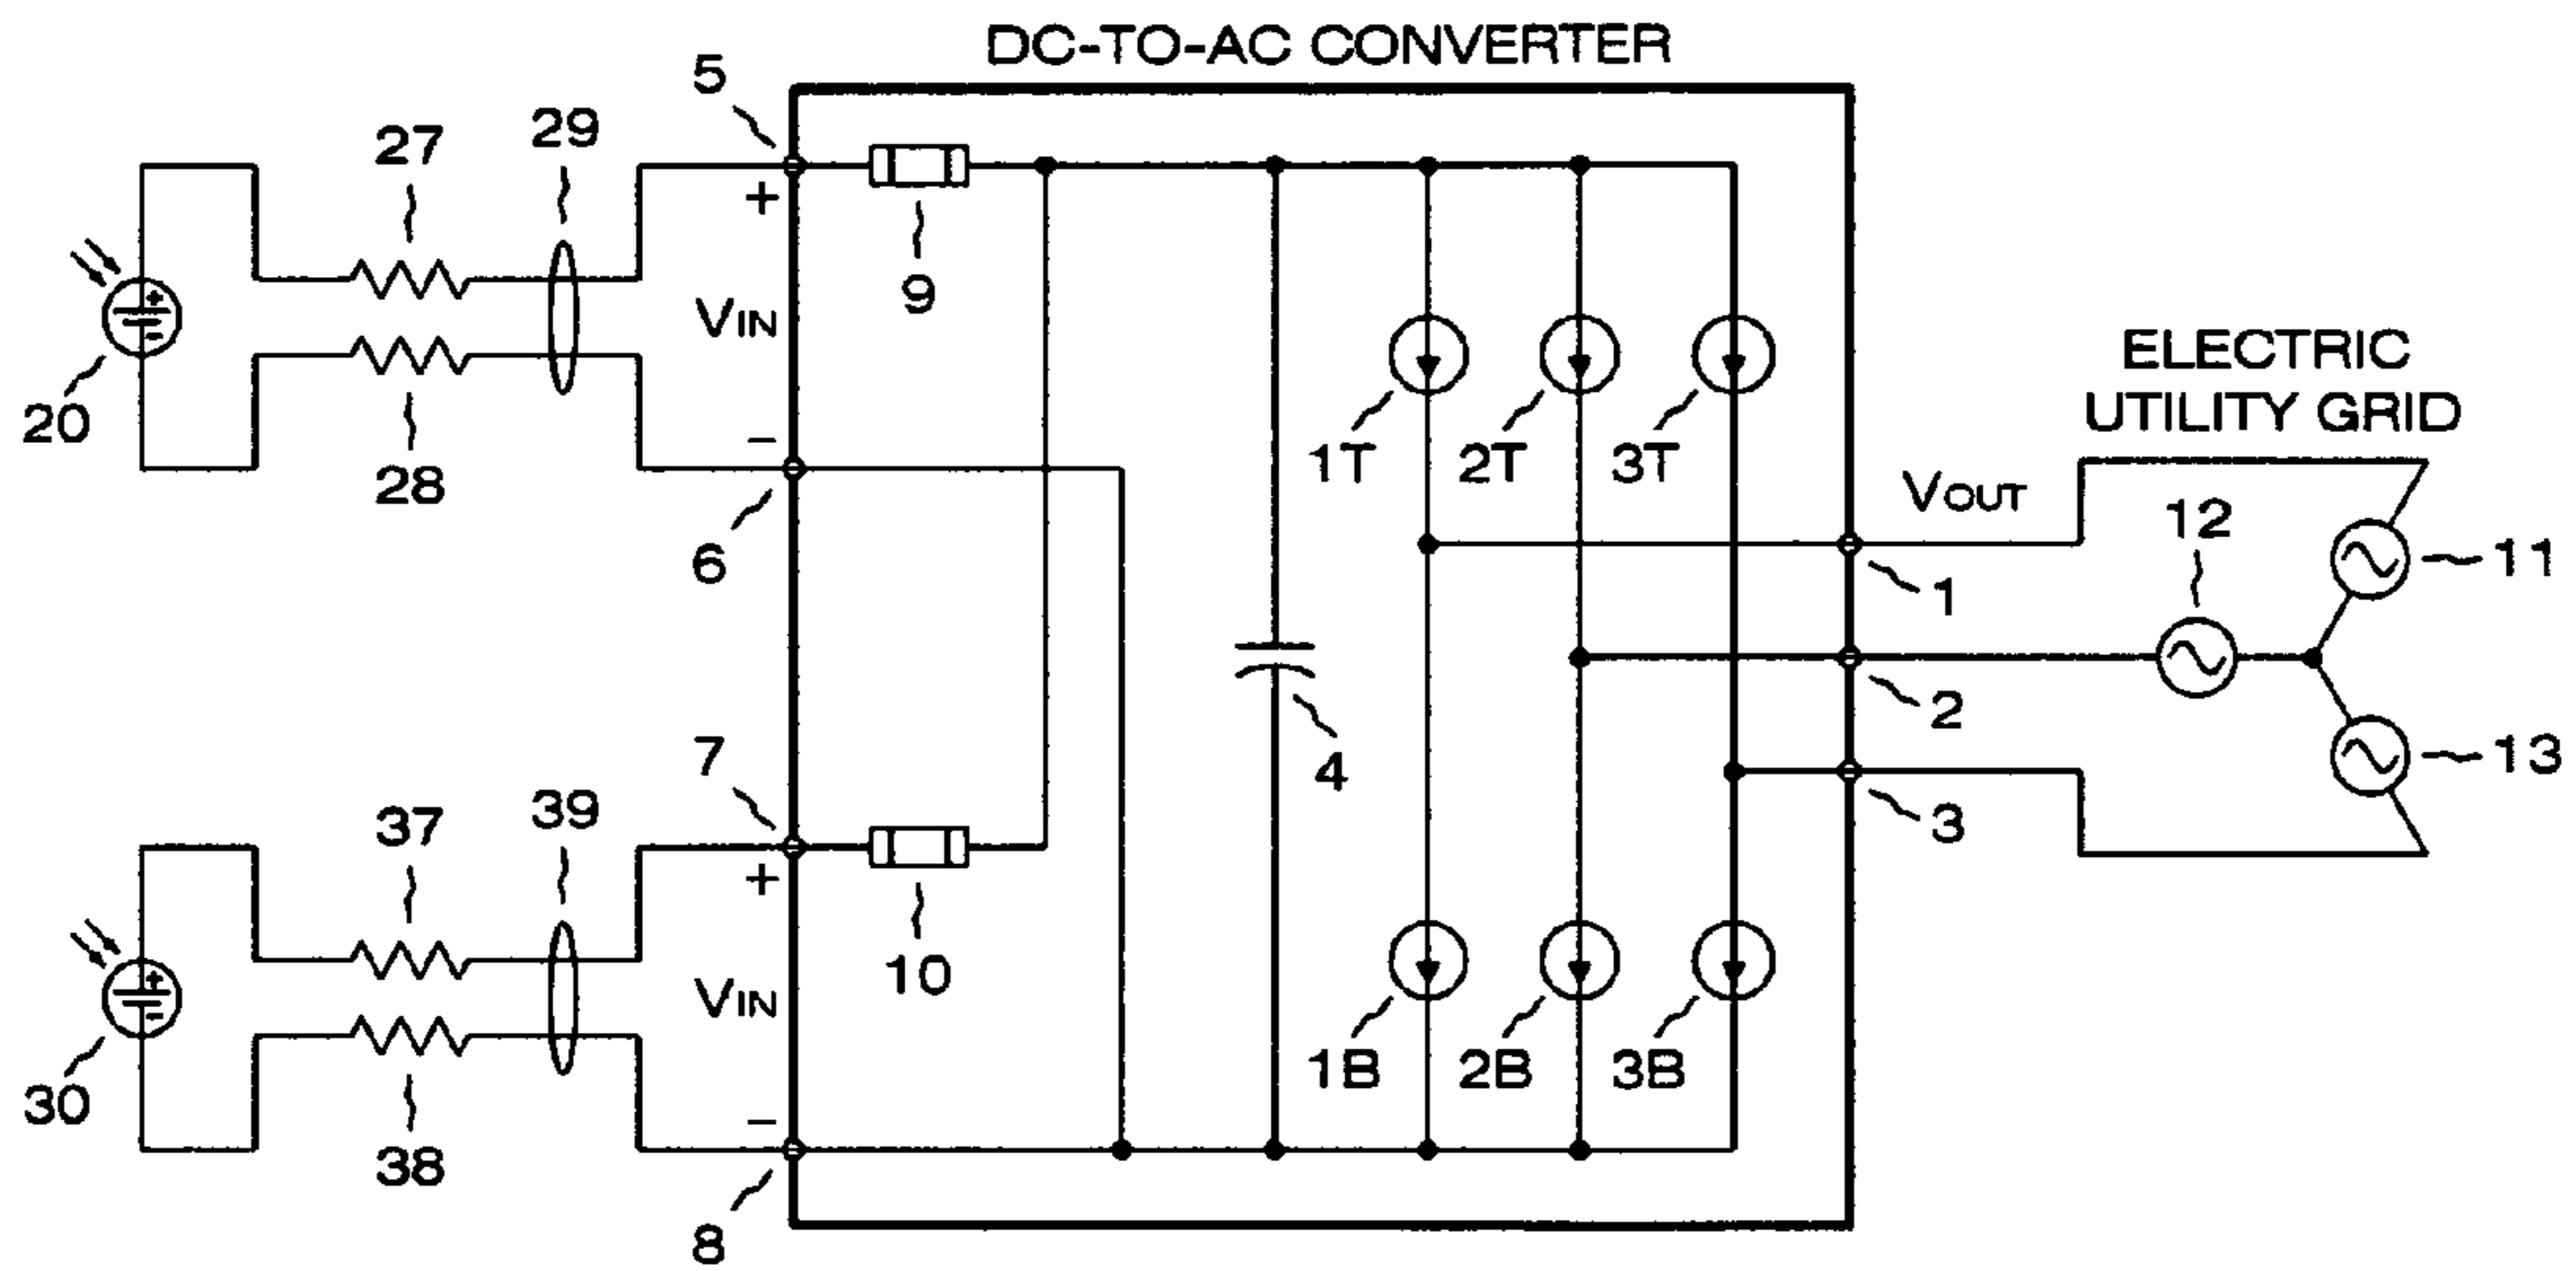 DC-TO-AC CONVERTER
5
27
29
+
9
VIN
20
28
−
6
1T
2T
3T
ELECTRIC
UTILITY GRID
VOUT
12
11
1
2
4
13
3
7
37
39
+
10
VIN
30
38
−
8
1B
2B
3B